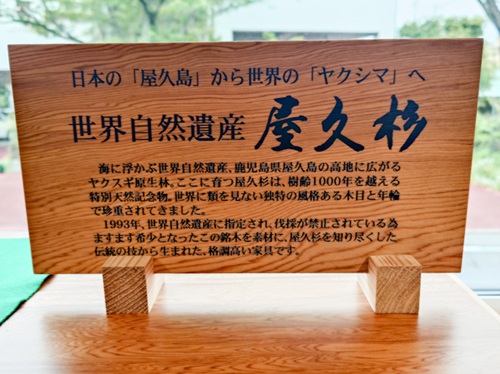 日本の「屋久島」から世界の「ヤクシマ」へ
世界自然遺産 屋久杉
海に浮かぶ世界自然遺産、鹿児島県屋久島の高地に広がる
ヤクスギ原生林。ここに育つ屋久杉は、樹齢1000年を越える
特別天然記念物。世界に類を見ない独特の風格ある木目と年輪
で珍重されてきました。
1993年、世界自然遺産に指定され、伐採が禁止されている為
ますます希少となったこの銘木を素材に、屋久杉を知り尽くした
伝統の技から生まれた、格調高い家具です。